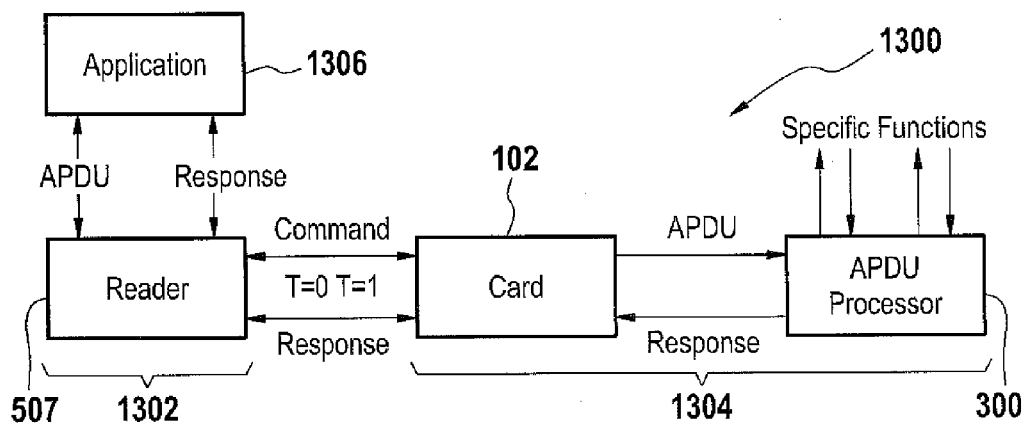 Application
1306
1300
Specific Functions
APDU
Response
102
Command
APDU
Reader
T=0 T=1
Card
APDU
Processor
Response
Response
507
1302
1304
300